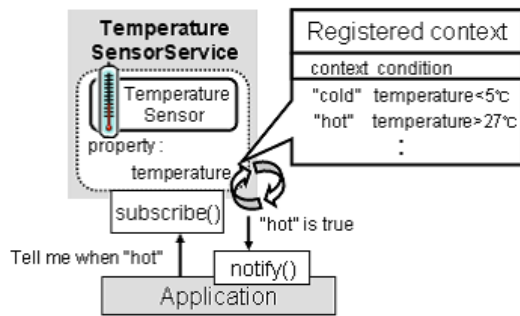 Temperature
SensorService
Temperature
Sensor
property :
temperature
subscribe()
Registered context
context condition
"cold" temperature<5℃
"hot" temperature>27℃
:
"hot" is true
Tell me when "hot"
notify()
Application